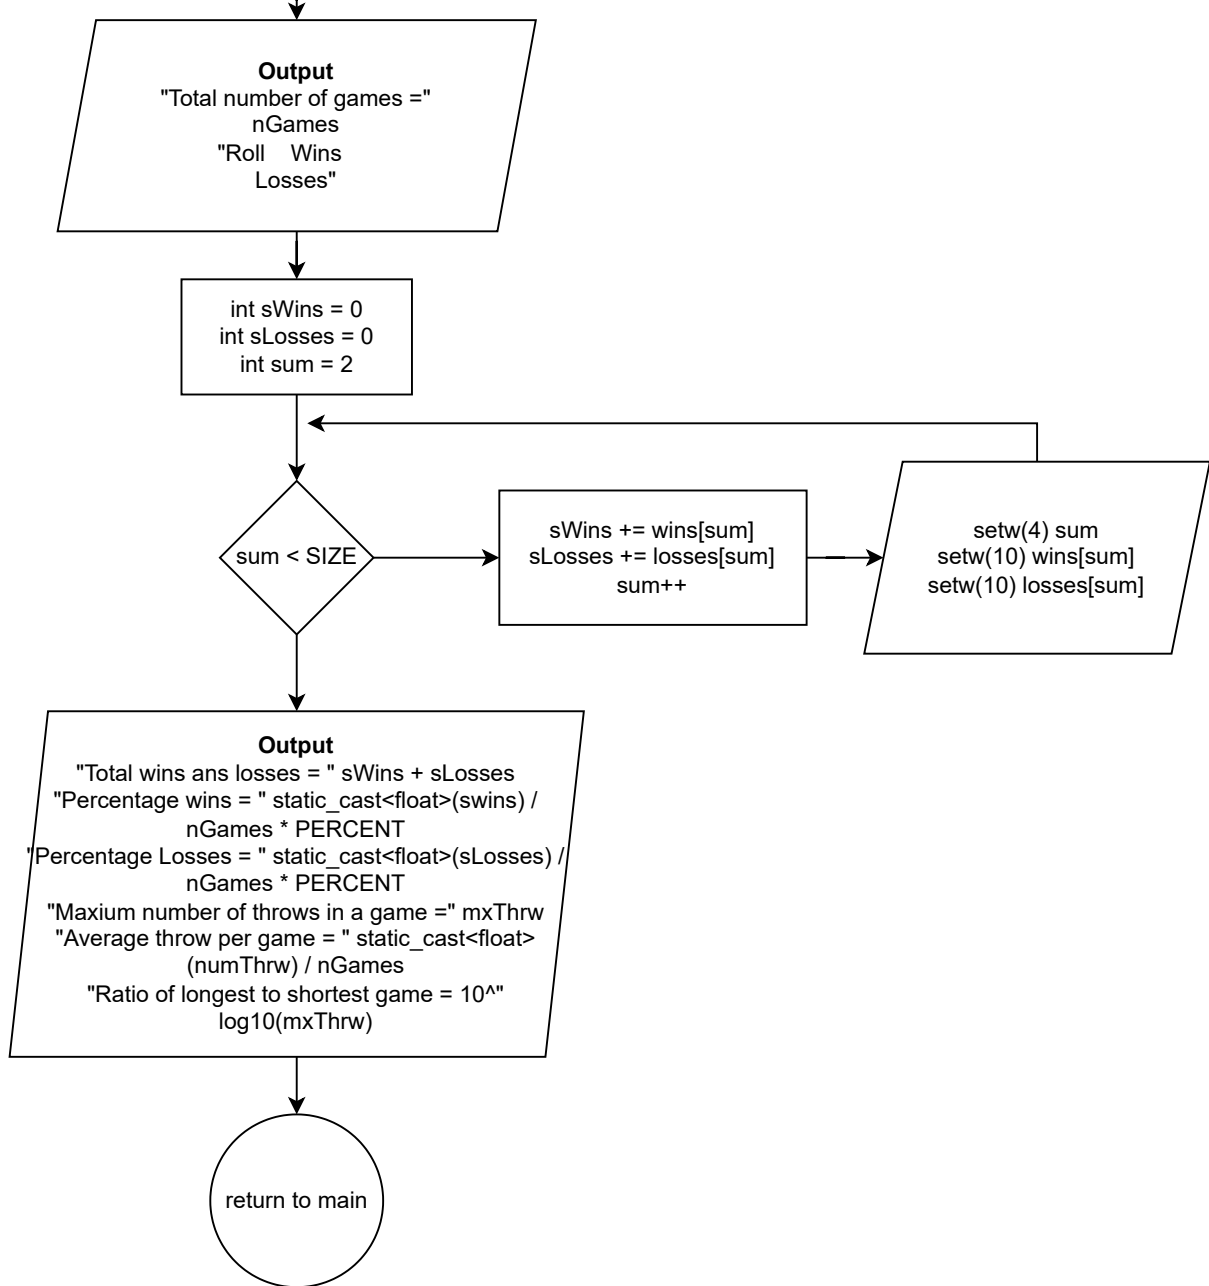 Output
"Total number of games ="
nGames
"Roll    Wins
Losses"
int sWins = 0
int sLosses = 0
int sum = 2
sum < SIZE
sWins += wins[sum]
sLosses += losses[sum]
sum++
setw(4) sum
setw(10) wins[sum]
setw(10) losses[sum]
Output
"Total wins ans losses = " sWins + sLosses
"Percentage wins = " static_cast<float>(swins) /
nGames * PERCENT
"Percentage Losses = " static_cast<float>(sLosses) /
nGames * PERCENT
"Maxium number of throws in a game =" mxThrw
"Average throw per game = " static_cast<float>
(numThrw) / nGames
"Ratio of longest to shortest game = 10^"
log10(mxThrw)
return to main